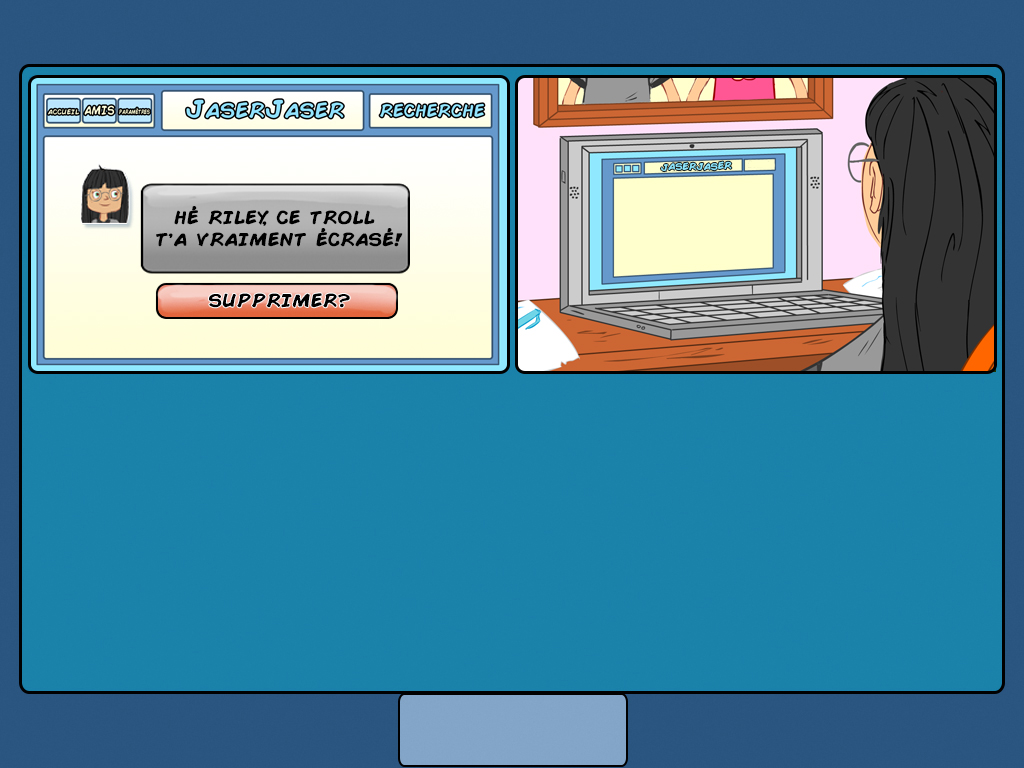 ACCUEIL AMIS PARAMÈTRES JASERJASER RECHERCHE
HÉ RILEY, CE TROLL
T'A VRAIMENT ÉCRASÉ!
SUPPRIMER?
JASERJASER